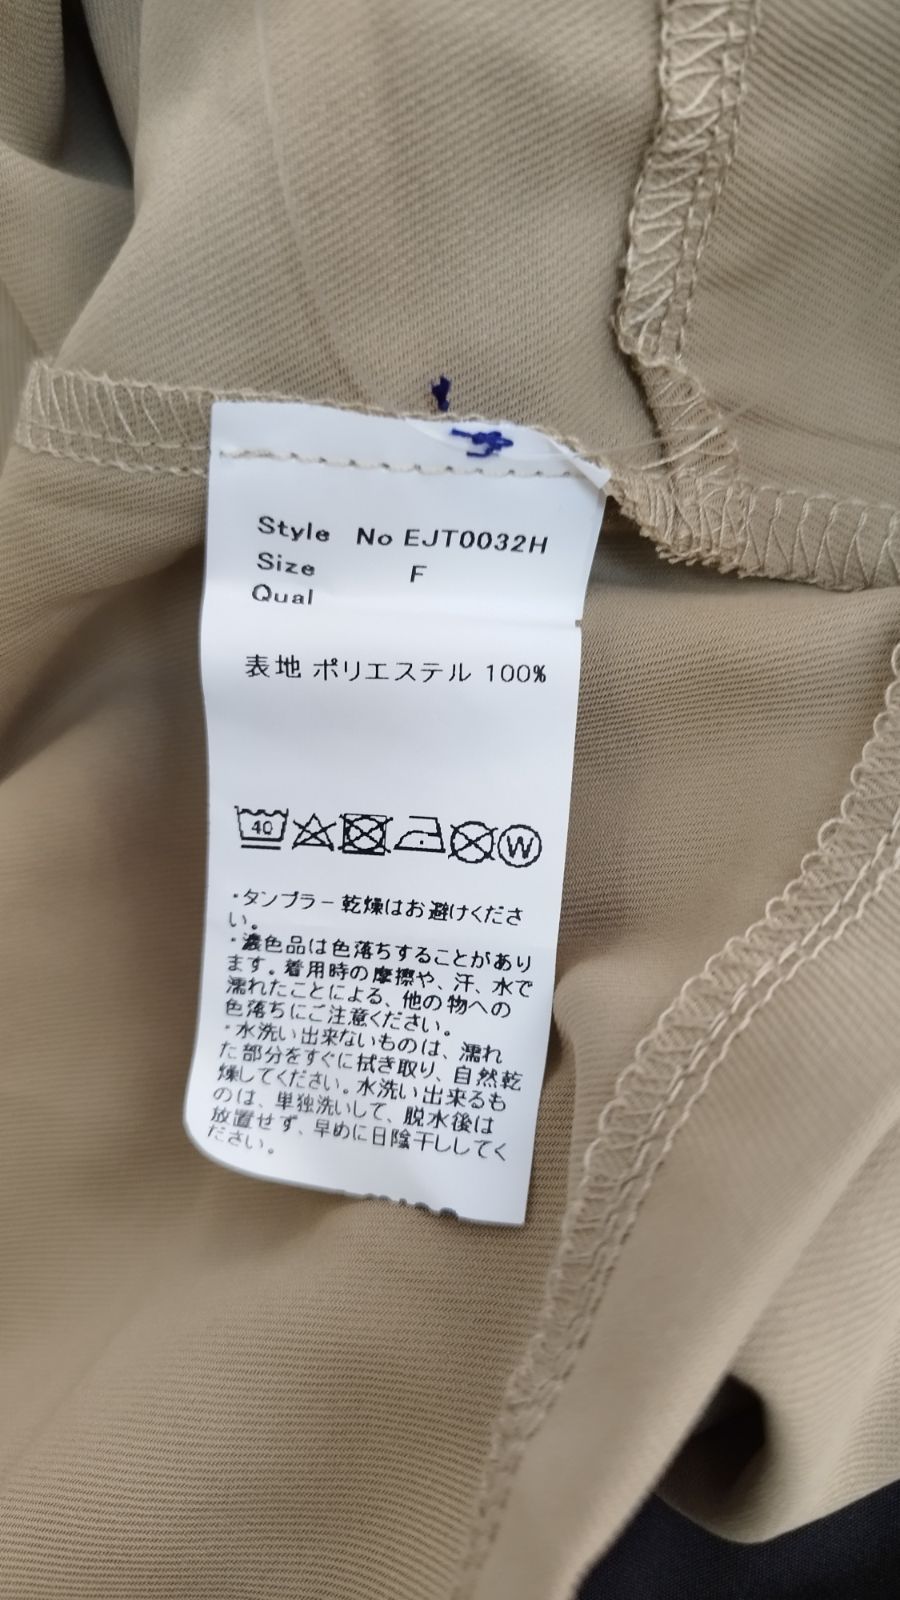 Style No EJT0032H
Size F
Qual
表地 ポリエステル 100%
40
W
・タンブラー乾燥はお避けくださ
い。
・濃色品は色落ちすることがあり
ます。着用時の摩擦や、汗、水で
濡れたことによる、他の物への
色落ちにご注意ください。
・水洗い出来ないものは、濡れ
た部分をすぐに拭き取り、自然乾
燥してください。水洗い出来るも
のは、単独洗いして、脱水後は
放置せず、早めに日陰干ししてく
ださい。